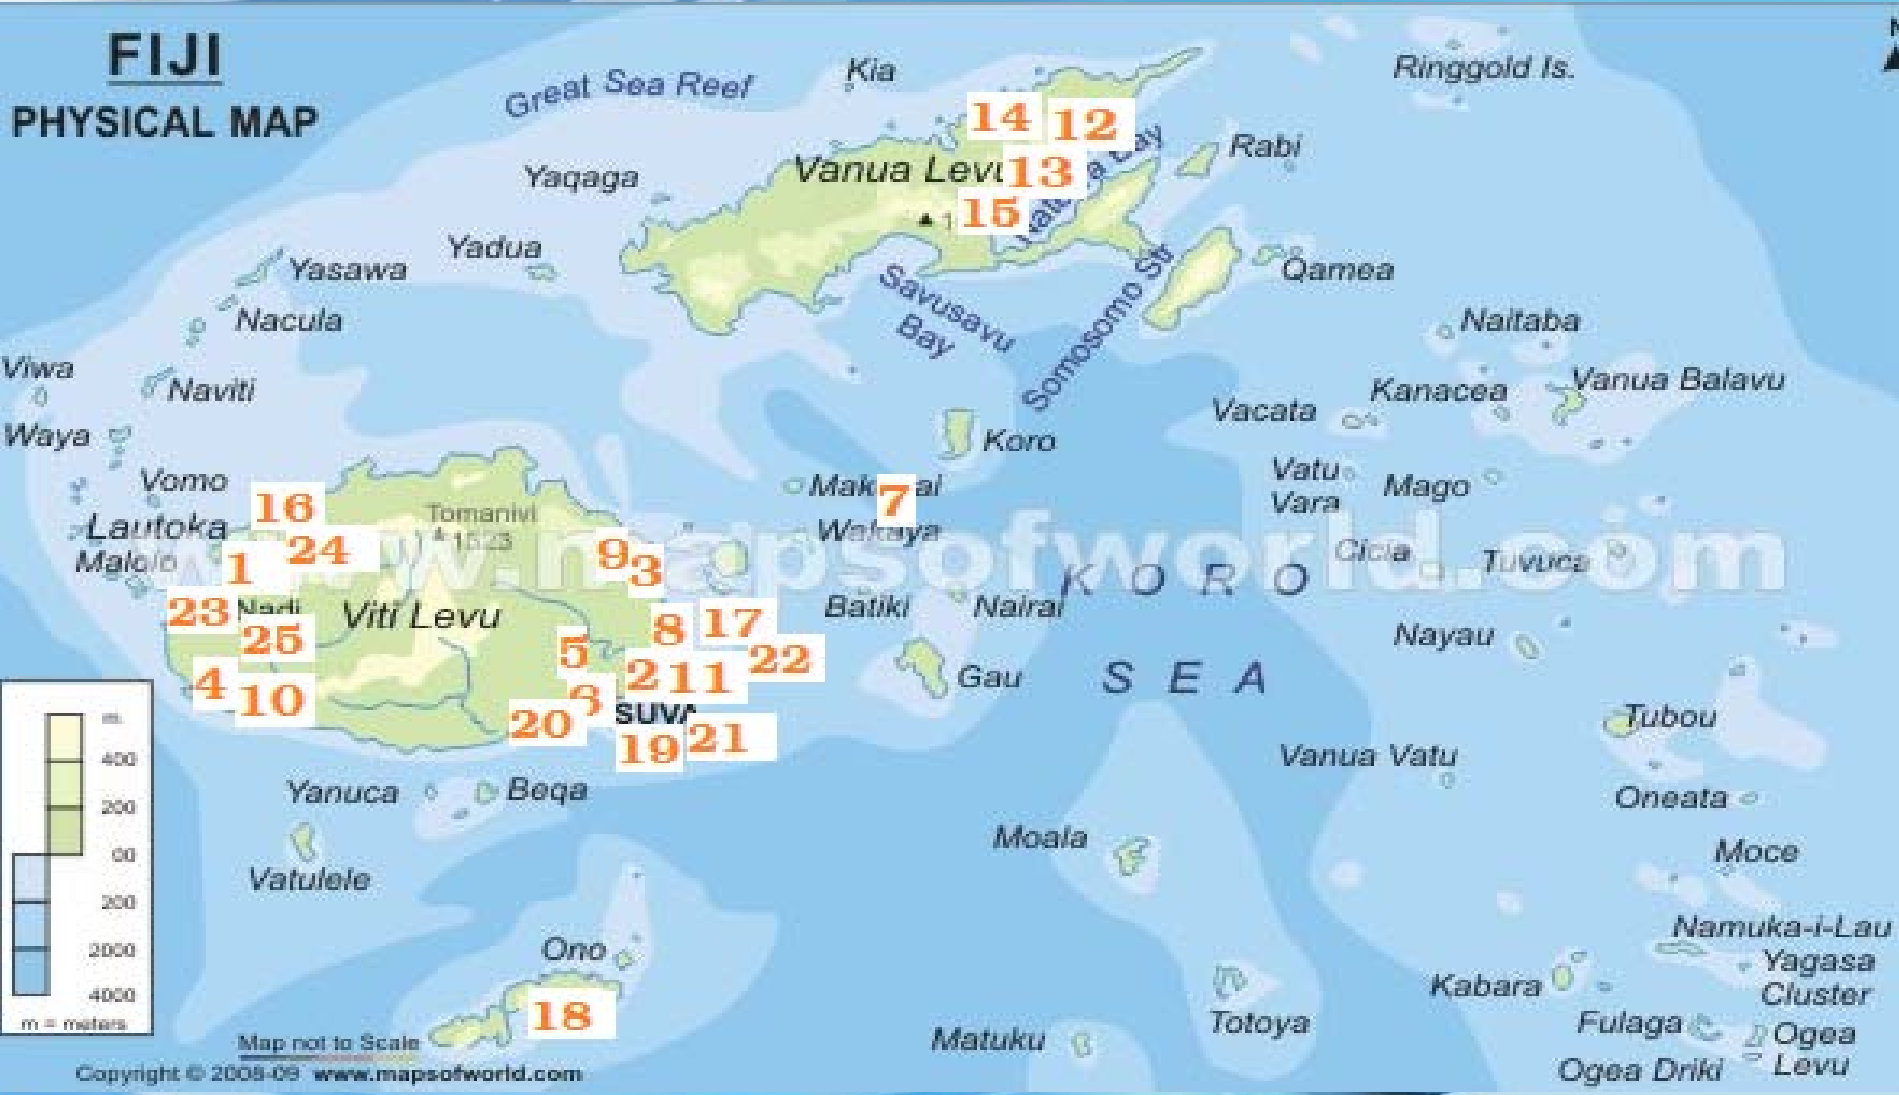 FIJI
PHYSICAL MAP
Great Sea Reef
Kia
Ringgold Is.
N
14
12
Rabi
Yaqaga
Vanua Levu
13
15
Yadua
Yasawa
Qamea
Nacula
Savusavu
Bay
Somosomo Str
Naitaba
Viwa
Naviti
Kanacea
Vanua Balavu
Vacata
Waya
Koro
Vomo
Makogai
7
Vatu
Vara
Mago
16
Tomanivi
1523
Lautoka
Wakaya
www.mapsofworld.com
Malolo
24
1
9
3
Cicia
Tuvuca
KORO
23
Nadi
Viti Levu
Batiki
Nairai
8
17
25
5
22
Nayau
4
10
2
11
Gau
SEA
6
SUVA
20
19
21
Tubou
m
400
200
00
200
2000
4000
m = meters
Vanua Vatu
Yanuca
Beqa
Oneata
Moala
Moce
Vatulele
Namuka-i-Lau
Ono
Yagasa
Cluster
Kabara
18
Totoya
Fulaga
Ogea
Levu
Matuku
Ogea Driki
Map not to Scale
Copyright © 2008-09 www.mapsofworld.com